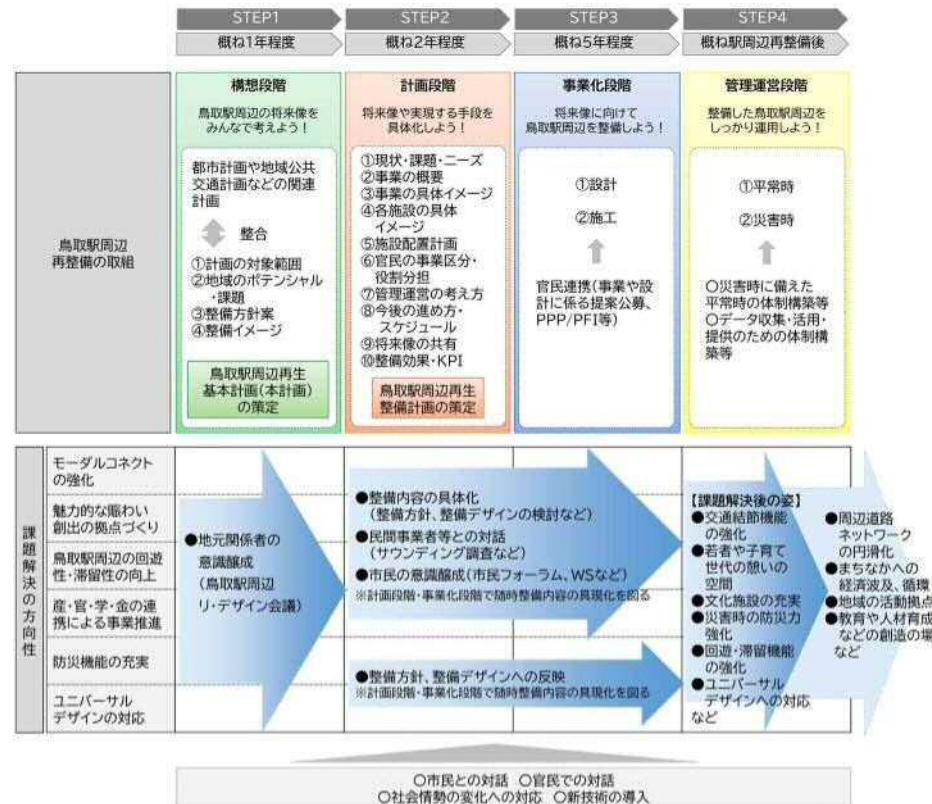 STEP1
STEP2
STEP3
STEP4
概ね1年程度
概ね2年程度
概ね5年程度
概ね駅周辺再整備後
鳥取駅周辺
再整備の取組
構想段階
鳥取駅周辺の将来像を
みんなで考えよう！
都市計画や地域公共
交通計画などの関連
計画
整合
①計画の対象範囲
②地域のポテンシャル
・課題
③整備方針案
④整備イメージ
鳥取駅周辺再生
基本計画(本計画)
の策定
計画段階
将来像や実現する手段を
具体化しよう！
①現状・課題・ニーズ
②事業の概要
③事業の具体イメージ
④各施設の具体
イメージ
⑤施設配置計画
⑥官民の事業区分・
役割分担
⑦管理運営の考え方
⑧今後の進め方・
スケジュール
⑨将来像の共有
⑩整備効果・KPI
鳥取駅周辺再生
整備計画の策定
事業化段階
将来像に向けて
鳥取駅周辺を整備しよう！
①設計
②施工
官民連携(事業や設
計に係る提案公募、
PPP/PFI等)
管理運営段階
整備した鳥取駅周辺を
しっかり運用しよう！
①平常時
②災害時
○災害時に備えた
平常時の体制構築等
○データ収集・活用・
提供のための体制構
築等
課題解決の方向性
モーダルコネクト
の強化
魅力的な賑わい
創出の拠点づくり
鳥取駅周辺の回遊
性・滞留性の向上
産・官・学・金の連
携による事業推進
防災機能の充実
ユニバーサル
デザインの対応
●地元関係者の
意識醸成
(鳥取駅周辺
リ・デザイン会議)
●整備内容の具体化
(整備方針、整備デザインの検討など)
●民間事業者等との対話
(サウンディング調査など)
●市民の意識醸成(市民フォーラム、WSなど)
※計画段階・事業化段階で随時整備内容の具現化を図る
●整備方針、整備デザインへの反映
※計画段階・事業化段階で随時整備内容の具現化を図る
【課題解決後の姿】
●交通結節機能
の強化
●若者や子育て
世代の憩いの
空間
●文化施設の充実
●災害時の防災力
強化
●回遊・滞留機能
の強化
●ユニバーサル
デザインへの対応
など
●周辺道路
ネットワーク
の円滑化
●まちなかへの
経済波及、循環
●地域の活動拠点
●教育や人材育成
などの創造の場
など
○市民との対話 ○官民での対話
○社会情勢の変化への対応 ○新技術の導入